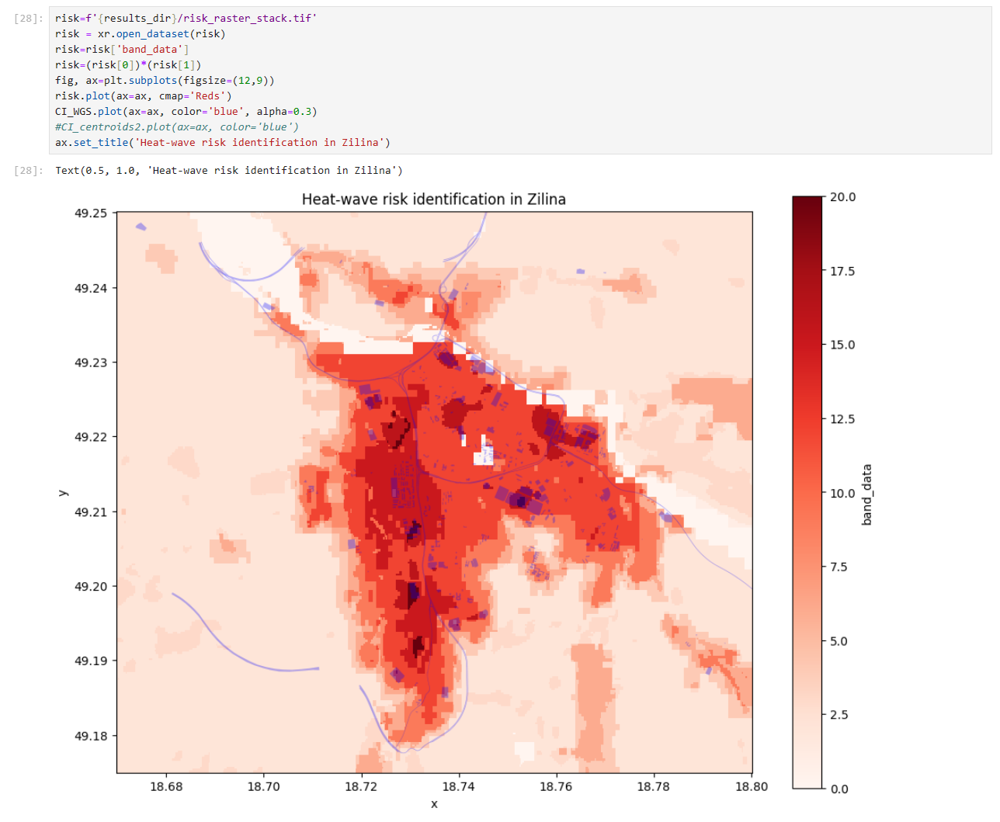 [28]: risk=f'{results_dir}/risk_raster_stack.tif'
risk = xr.open_dataset(risk)
risk=risk['band_data']
risk=(risk[0])*(risk[1])
fig, ax=plt.subplots(figsize=(12,9))
risk.plot(ax=ax, cmap='Reds')
CI_WGS.plot(ax=ax, color='blue', alpha=0.3)
#CI_centroids2.plot(ax=ax, color='blue')
ax.set_title('Heat-wave risk identification in Zilina')
[28]: Text(0.5, 1.0, 'Heat-wave risk identification in Zilina')
Heat-wave risk identification in Zilina
49.25
49.24
49.23
49.22
49.21
49.20
49.19
49.18
y
18.68 18.70 18.72 18.74 18.76 18.78 18.80
x
20.0
17.5
15.0
12.5
10.0
7.5
5.0
2.5
0.0
band_data